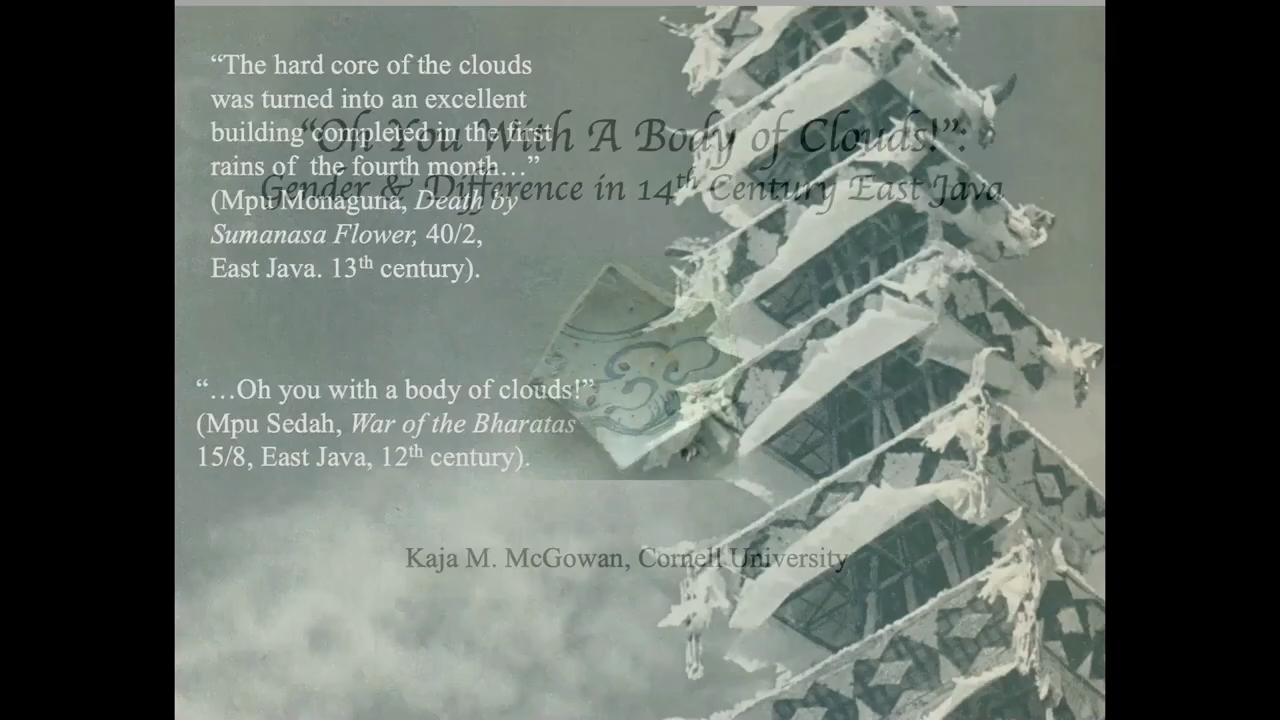 “The hard core of the clouds
was turned into an excellent
building completed in the first
rains of the fourth month…”
(Mpu Monaguna, Death by
Sumanasa Flower, 40/2,
East Java. 13th century).
“Oh You With A Body of Clouds!”:
Gender & Difference in 14th Century East Java
“…Oh you with a body of clouds!”
(Mpu Sedah, War of the Bharatas
15/8, East Java, 12th century).
Kaja M. McGowan, Cornell University